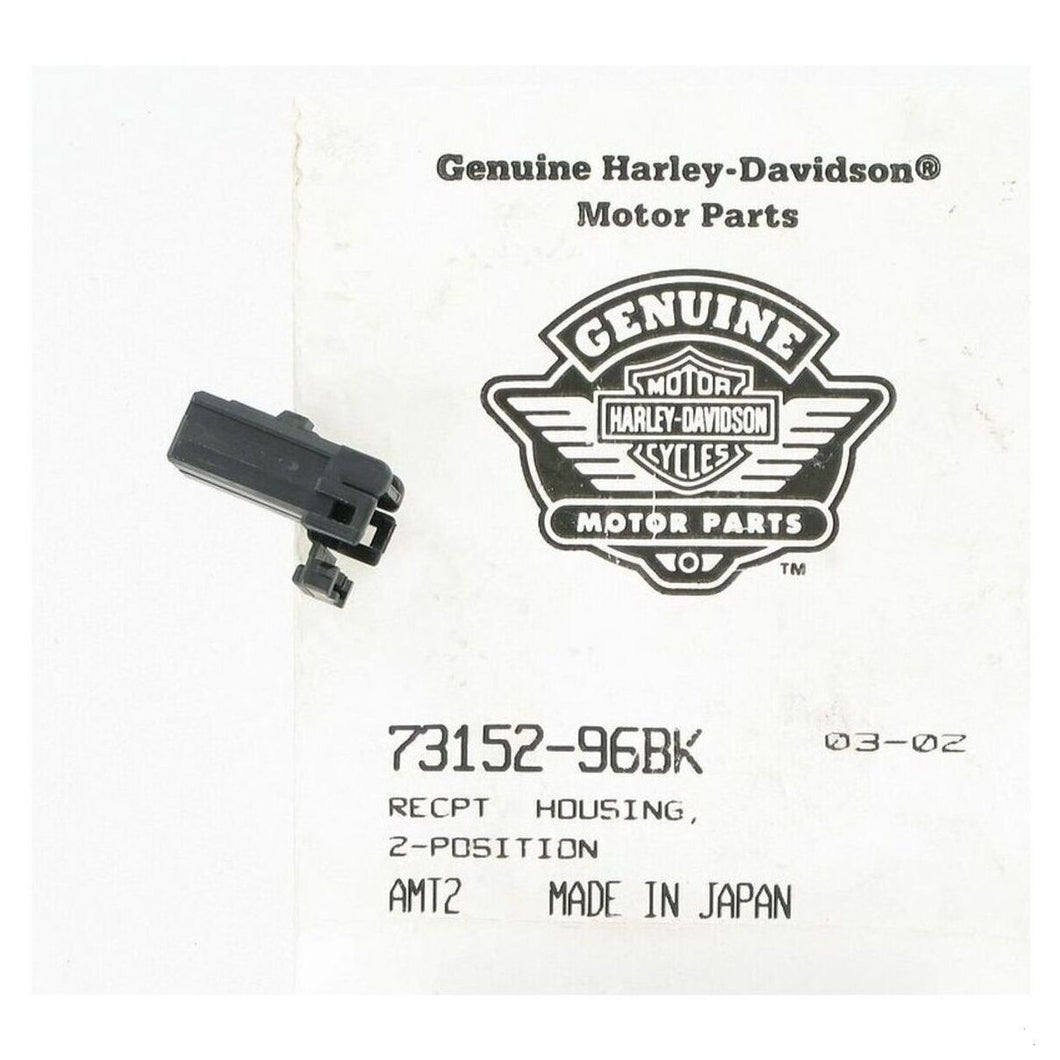 Genuine Harley-Davidson®
Motor Parts
GENUINE
MOTOR
HARLEY-DAVIDSON
CYCLES
MOTOR PARTS
TM
73152-96BK 03-02
RECPT HOUSING,
2-POSITION
AMT2 MADE IN JAPAN